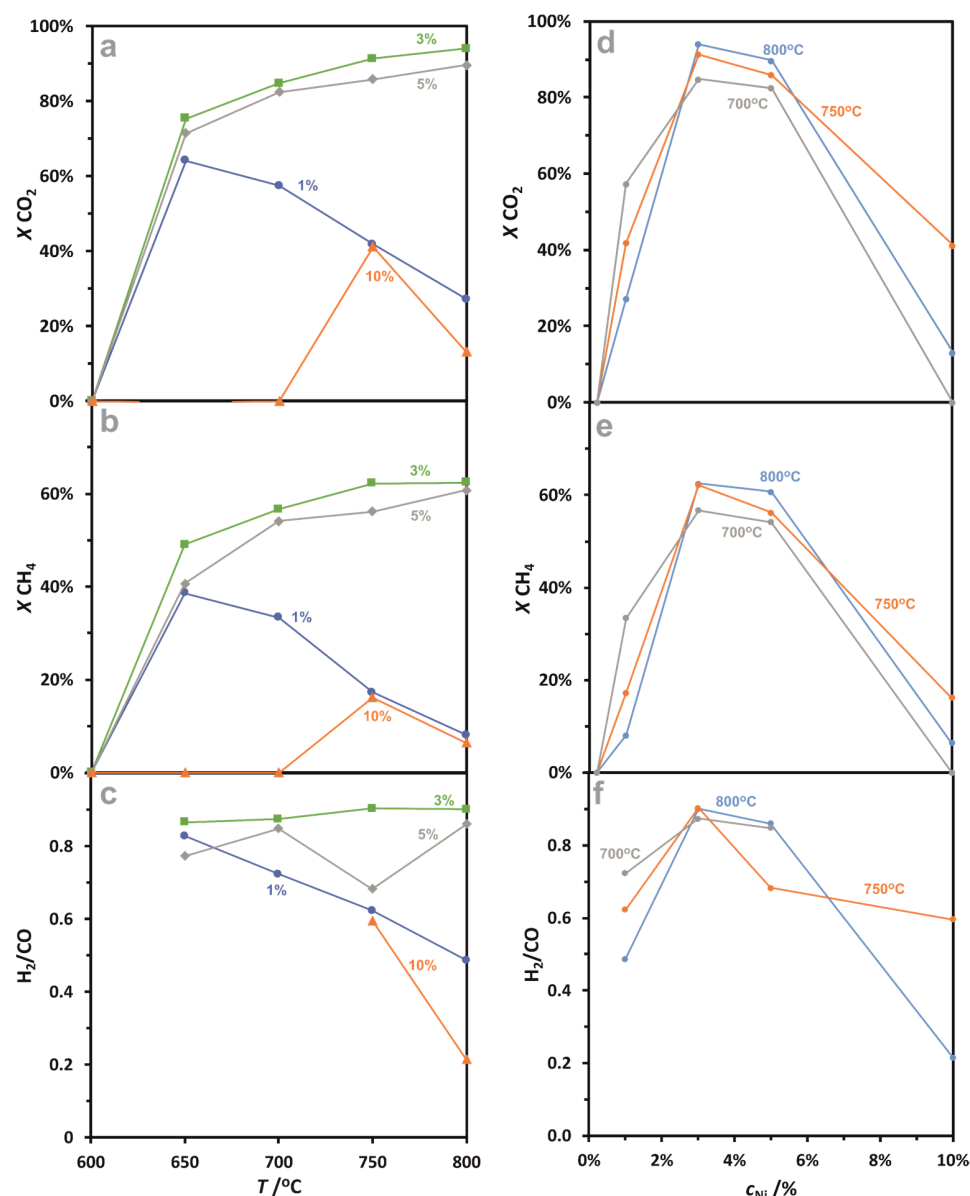 a
100%
80%
60%
40%
20%
0%
X CO2
3%
5%
1%
10%
b
60%
40%
20%
0%
X CH4
3%
5%
1%
10%
c
0.8
0.6
0.4
0.2
0
H2/CO
3%
5%
1%
10%
600
650
700
750
800
T /°C
d
100%
80%
60%
40%
20%
0%
X CO2
800°C
750°C
700°C
e
60%
40%
20%
0%
X CH4
800°C
700°C
750°C
f
0.8
0.6
0.4
0.2
0.0
H2/CO
800°C
700°C
750°C
0%
2%
4%
6%
8%
10%
cNi /%